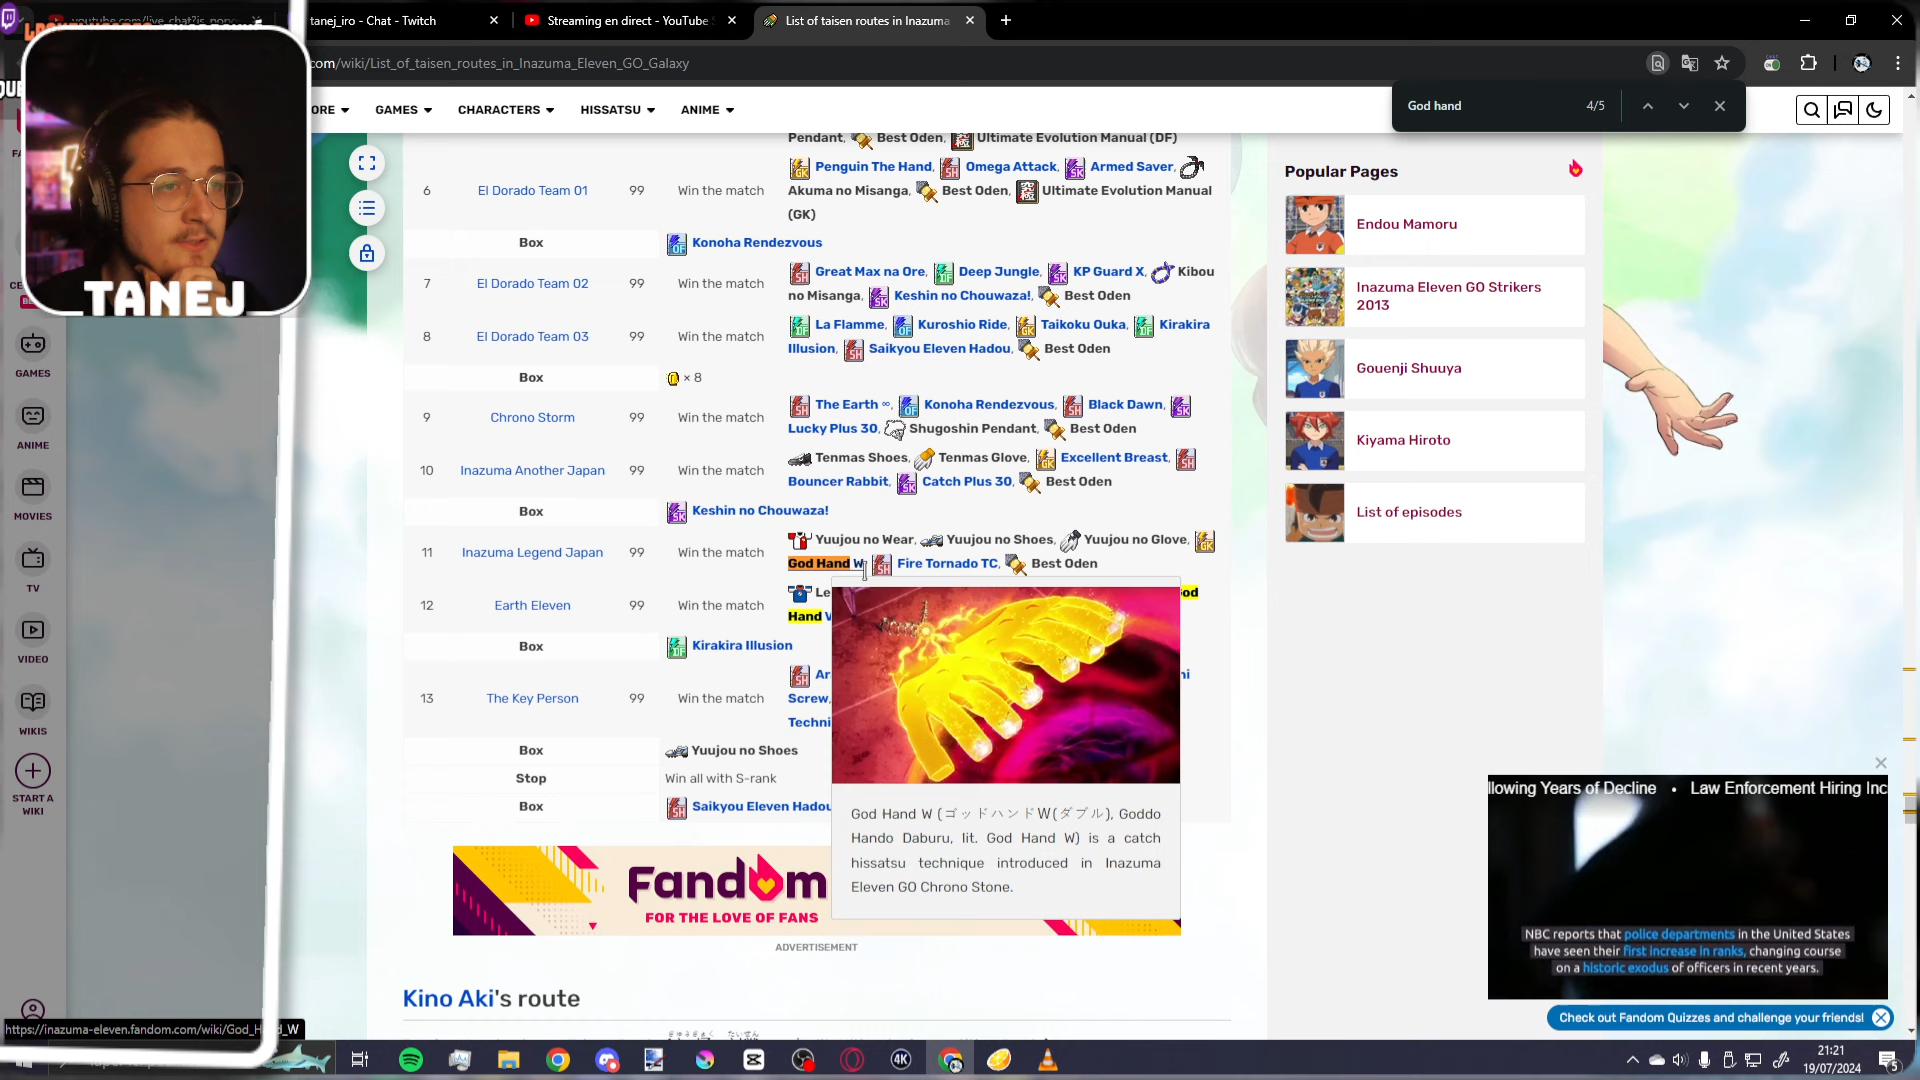 tanej_iro - Chat - Twitch
Streaming en direct - YouTube S
List of taisen routes in Inazuma
com/wiki/List_of_taisen_routes_in_Inazuma_Eleven_GO_Galaxy
God hand 4/5
ORE GAMES CHARACTERS HISSATSU ANIME
TANEJ
GAMES
ANIME
MOVIES
TV
VIDEO
WIKIS
START A
WIKI
Pendant, Best Oden, Ultimate Evolution Manual (DF)
6 El Dorado Team 01 99 Win the match Penguin The Hand, Omega Attack, Armed Saver,
Akuma no Misanga, Best Oden, Ultimate Evolution Manual
(GK)
Box Konoha Rendezvous
7 El Dorado Team 02 99 Win the match Great Max na Ore, Deep Jungle, KP Guard X, Kibou
no Misanga, Keshin no Chouwaza!, Best Oden
8 El Dorado Team 03 99 Win the match La Flamme, Kuroshio Ride, Taikoku Ouka, Kirakira
Illusion, Saikyou Eleven Hadou, Best Oden
Box × 8
9 Chrono Storm 99 Win the match The Earth ∞, Konoha Rendezvous, Black Dawn,
Lucky Plus 30, Shugoshin Pendant, Best Oden
10 Inazuma Another Japan 99 Win the match Tenmas Shoes, Tenmas Glove, Excellent Breast,
Bouncer Rabbit, Catch Plus 30, Best Oden
Box Keshin no Chouwaza!
11 Inazuma Legend Japan 99 Win the match Yuujou no Wear, Yuujou no Shoes, Yuujou no Glove,
God Hand W, Fire Tornado TC, Best Oden
12 Earth Eleven 99 Win the match Le God
Hand V
Box Kirakira Illusion
13 The Key Person 99 Win the match Ar hi
Screw,
Techni
Box Yuujou no Shoes
Stop Win all with S-rank
Box Saikyou Eleven Hadou
God Hand W (ゴッドハンドW(ダブル), Goddo
Hando Daburu, lit. God Hand W) is a catch
hissatsu technique introduced in Inazuma
Eleven GO Chrono Stone.
Fandom
FOR THE LOVE OF FANS
ADVERTISEMENT
Kino Aki's route
Popular Pages
Endou Mamoru
Inazuma Eleven GO Strikers
2013
Gouenji Shuuya
Kiyama Hiroto
List of episodes
llowing Years of Decline • Law Enforcement Hiring Inc
NBC reports that police departments in the United States
have seen their first increase in ranks, changing course
on a historic exodus of officers in recent years.
Check out Fandom Quizzes and challenge your friends!
https://inazuma-eleven.fandom.com/wiki/God_Hand_W
4K
21:21
19/07/2024
5